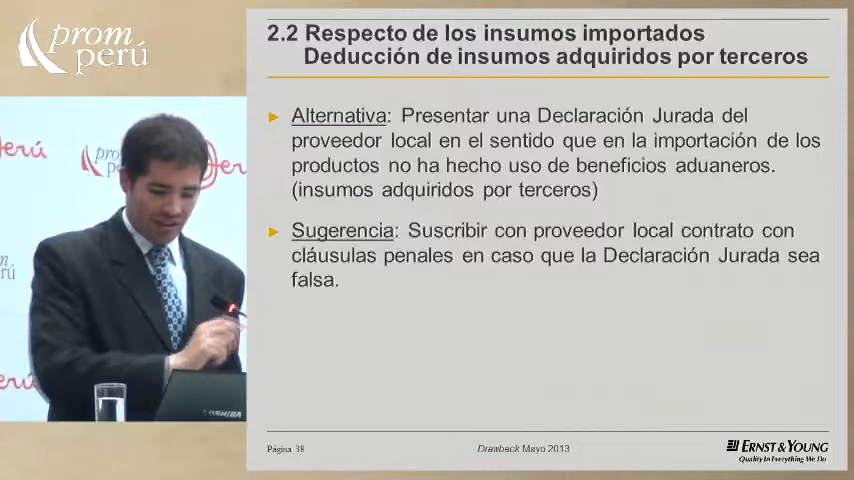 prom
perú
2.2 Respecto de los insumos importados
Deducción de insumos adquiridos por terceros
► Alternativa: Presentar una Declaración Jurada del
proveedor local en el sentido que en la importación de los
productos no ha hecho uso de beneficios aduaneros.
(insumos adquiridos por terceros)
► Sugerencia: Suscribir con proveedor local contrato con
cláusulas penales en caso que la Declaración Jurada sea
falsa.
Página 38
Drawback Mayo 2013
ERNST & YOUNG
Quality In Everything We Do
TOSHIBA